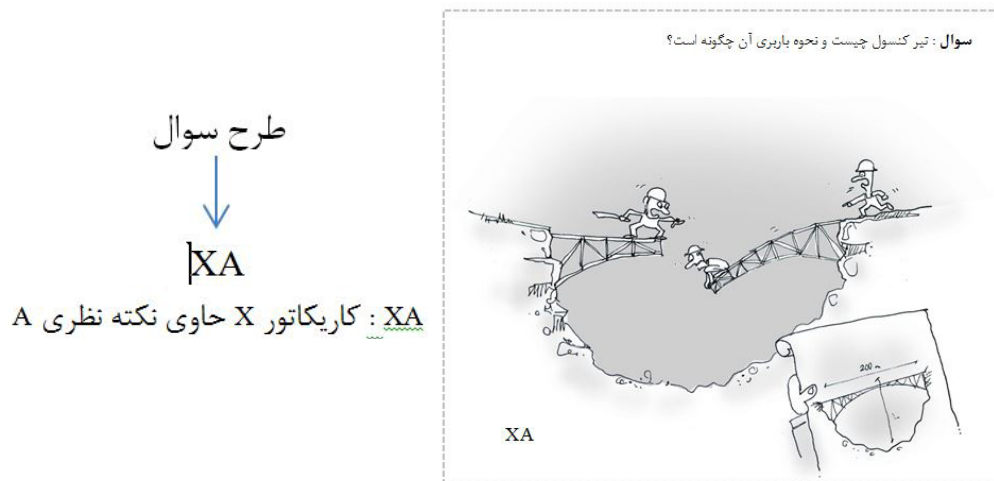 سوال : تیر کنسول چیست و نحوه باربری آن چگونه است؟
طرح سوال
XA
XA : کاریکاتور X حاوی نکته نظری A
200 m
XA